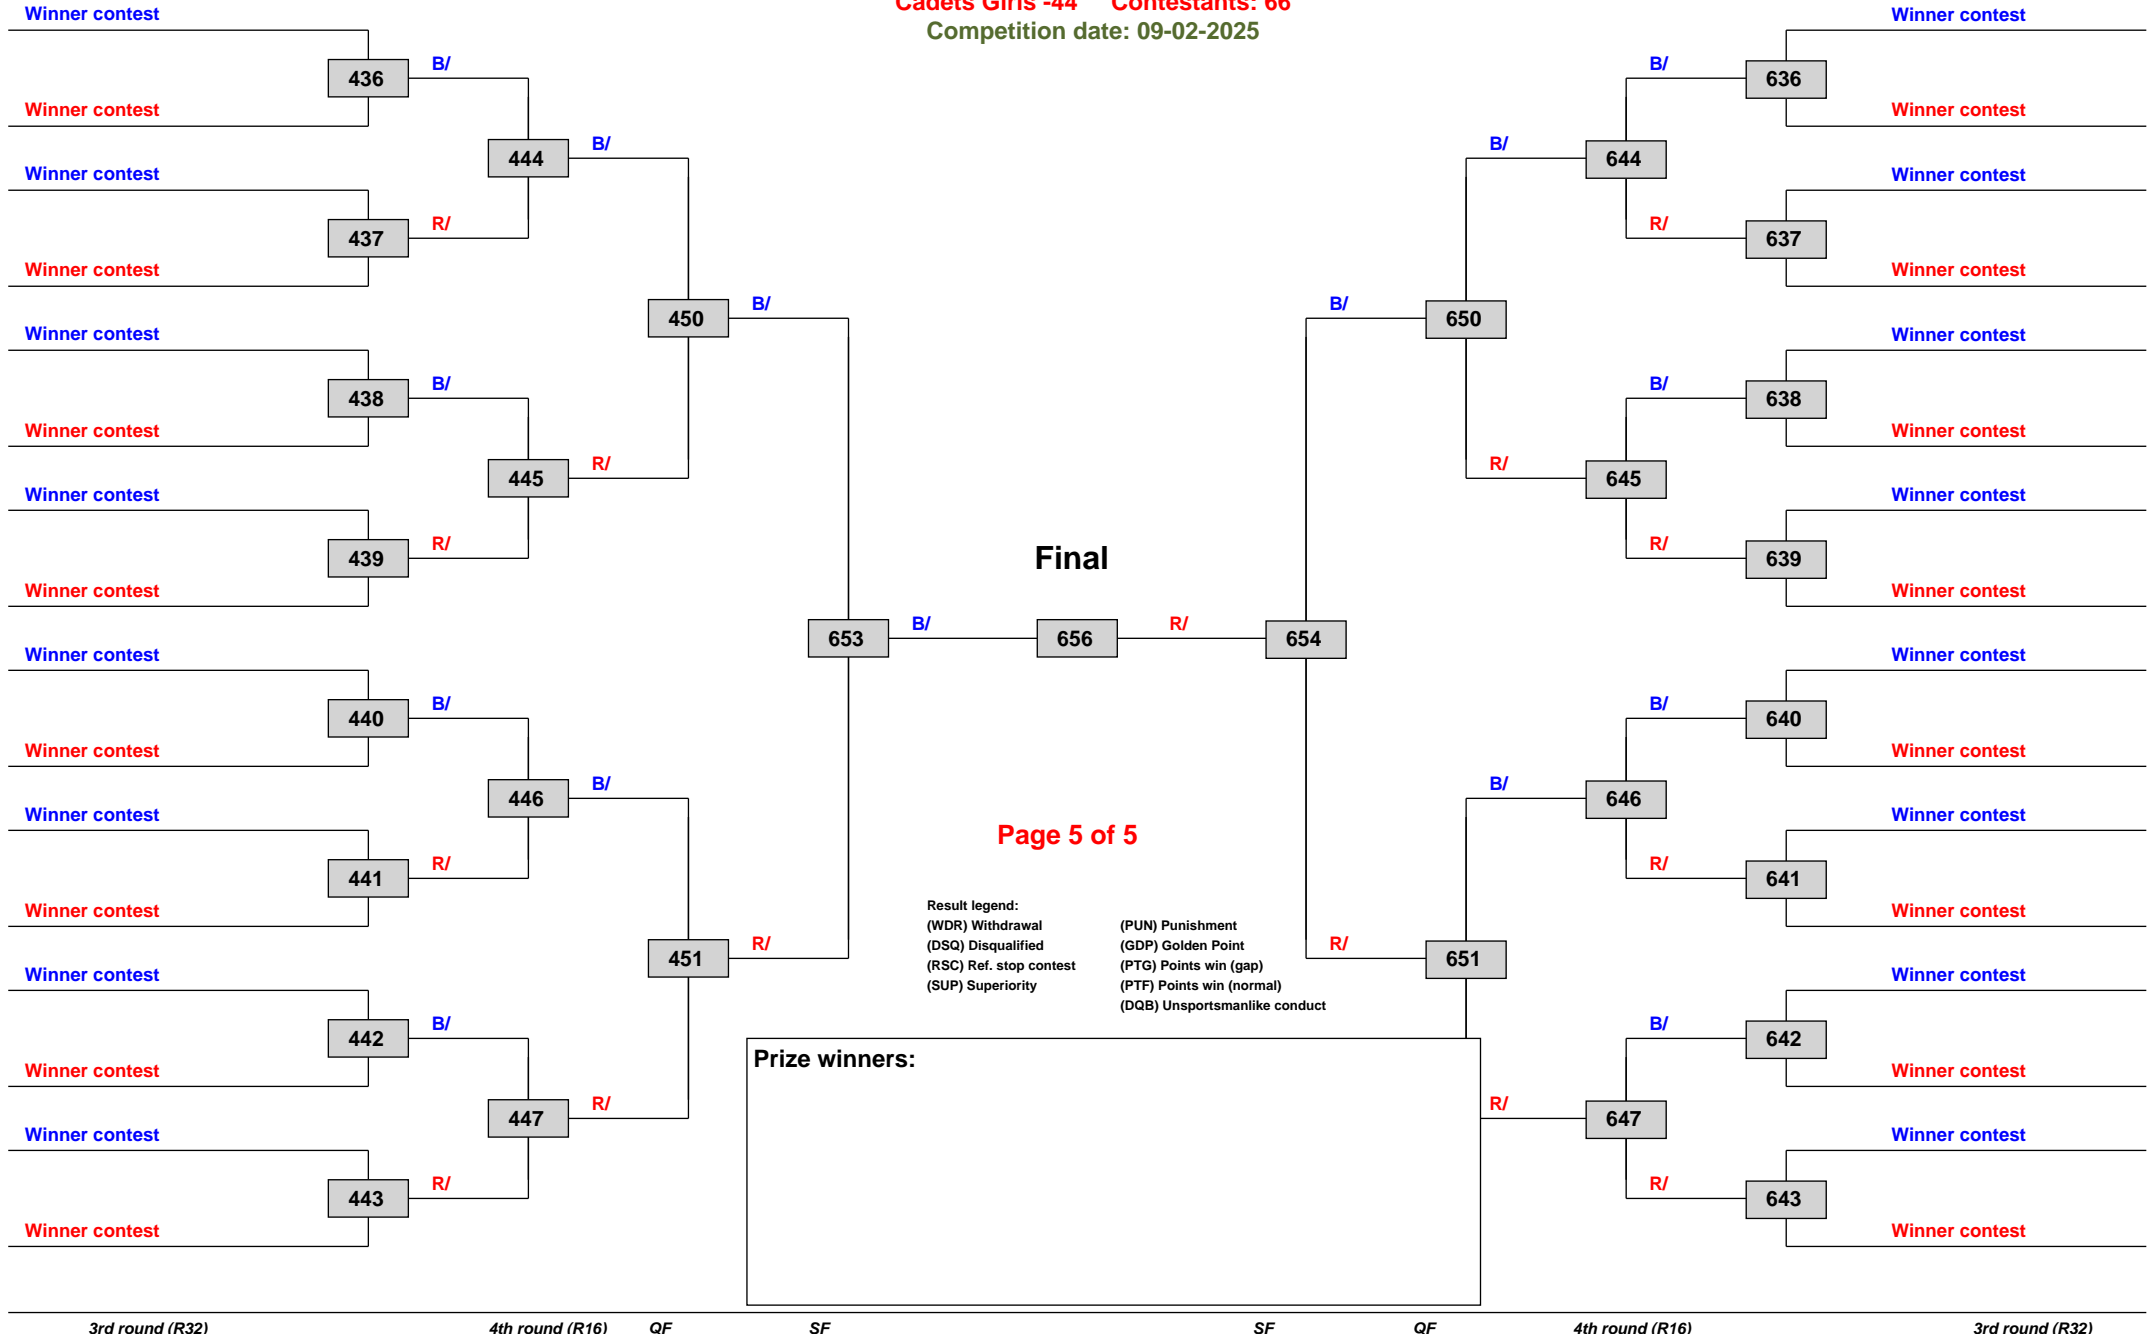 Cadets Girls -44 Contestants: 66
Competition date: 09-02-2025
Winner contest
436
B/
Winner contest
444
B/
Winner contest
437
R/
Winner contest
450
B/
Winner contest
438
B/
Winner contest
445
R/
Winner contest
439
R/
Winner contest
653
B/
Winner contest
440
B/
Winner contest
446
B/
Winner contest
441
R/
Winner contest
451
R/
Winner contest
442
B/
Winner contest
447
R/
Winner contest
443
R/
Winner contest
Final
656
R/
654
Page 5 of 5
Result legend:
(WDR) Withdrawal
(DSQ) Disqualified
(RSC) Ref. stop contest
(SUP) Superiority
(PUN) Punishment
(GDP) Golden Point
(PTG) Points win (gap)
(PTF) Points win (normal)
(DQB) Unsportsmanlike conduct
Prize winners:
Winner contest
B/
636
Winner contest
B/
644
Winner contest
R/
637
Winner contest
B/
650
Winner contest
B/
638
Winner contest
R/
645
Winner contest
R/
639
Winner contest
Winner contest
B/
640
Winner contest
B/
646
Winner contest
R/
641
Winner contest
R/
651
Winner contest
B/
642
Winner contest
R/
647
Winner contest
R/
643
Winner contest
3rd round (R32) 4th round (R16) QF SF SF QF 4th round (R16) 3rd round (R32)